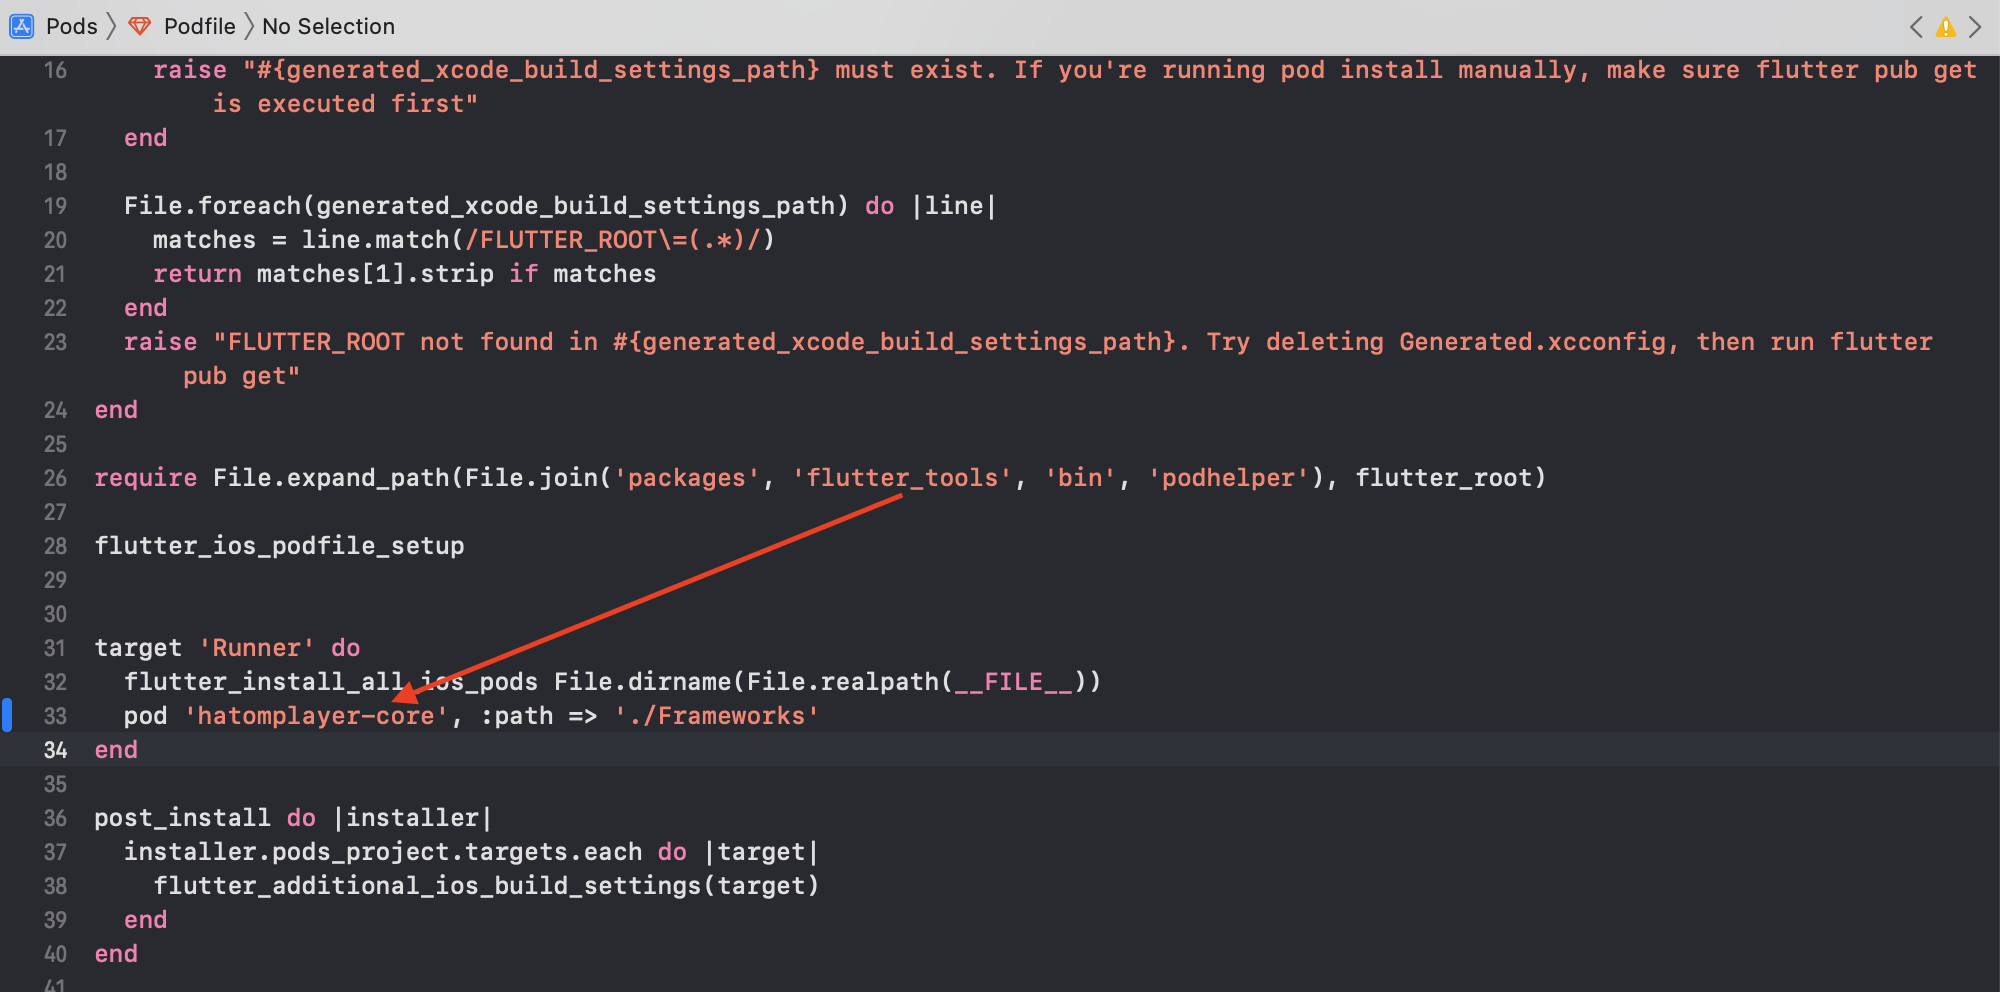 Pods Podfile No Selection
16 raise "#{generated_xcode_build_settings_path} must exist. If you're running pod install manually, make sure flutter pub get
is executed first"
17 end
18
19 File.foreach(generated_xcode_build_settings_path) do |line|
20 matches = line.match(/FLUTTER_ROOT\=(.*)/)
21 return matches[1].strip if matches
22 end
23 raise "FLUTTER_ROOT not found in #{generated_xcode_build_settings_path}. Try deleting Generated.xcconfig, then run flutter
pub get"
24 end
25
26 require File.expand_path(File.join('packages', 'flutter_tools', 'bin', 'podhelper'), flutter_root)
27
28 flutter_ios_podfile_setup
29
30
31 target 'Runner' do
32 flutter_install_all_ios_pods File.dirname(File.realpath(__FILE__))
33 pod 'hatomplayer-core', :path => './Frameworks'
34 end
35
36 post_install do |installer|
37 installer.pods_project.targets.each do |target|
38 flutter_additional_ios_build_settings(target)
39 end
40 end
41